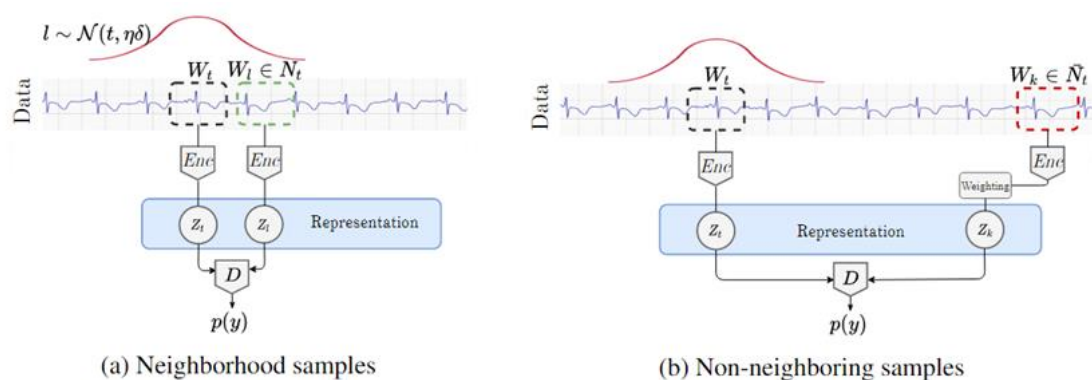 l ∼ 𝒩(t, ηδ)
W_t W_l ∈ N_t
Data
Enc Enc
Z_t Z_l Representation
D
p(y)
(a) Neighborhood samples
W_t W_k ∈ N̄_t
Data
Enc Enc
Weighting
Z_t Representation Z_k
D
p(y)
(b) Non-neighboring samples